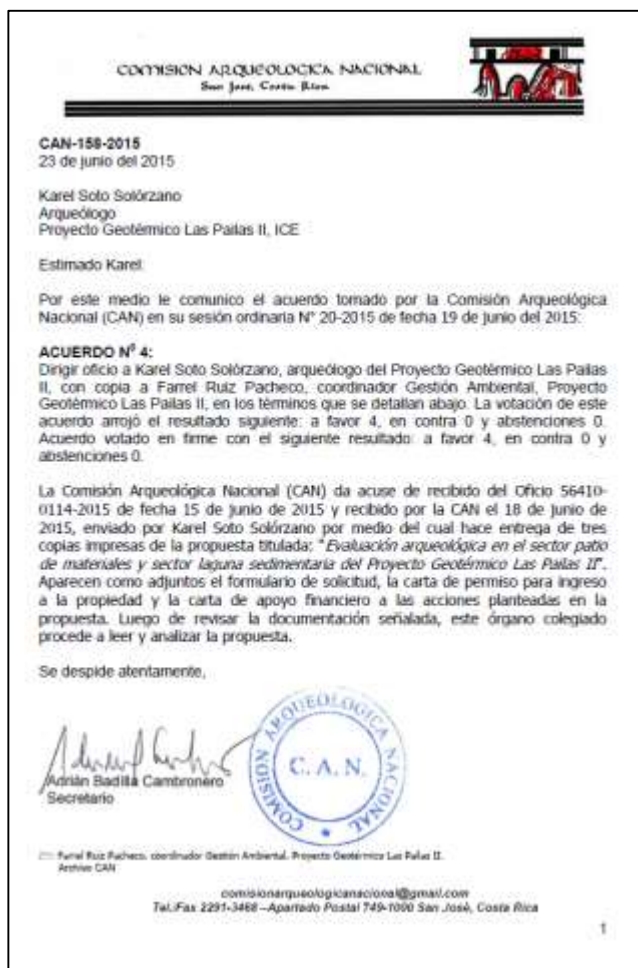 COMISION ARQUEOLOGICA NACIONAL
San José, Costa Rica
CAN-158-2015
23 de junio del 2015
Karel Soto Solórzano
Arqueólogo
Proyecto Geotérmico Las Pailas II, ICE
Estimado Karel:
Por este medio le comunico el acuerdo tomado por la Comisión Arqueológica
Nacional (CAN) en su sesión ordinaria N° 20-2015 de fecha 19 de junio del 2015:
ACUERDO N° 4:
Dirigir oficio a Karel Soto Solórzano, arqueólogo del Proyecto Geotérmico Las Pailas
II, con copia a Farrel Ruiz Pacheco, coordinador Gestión Ambiental, Proyecto
Geotérmico Las Pailas II, en los términos que se detallan abajo. La votación de este
acuerdo arrojó el resultado siguiente: a favor 4, en contra 0 y abstenciones 0.
Acuerdo votado en firme con el siguiente resultado: a favor 4, en contra 0 y
abstenciones 0.
La Comisión Arqueológica Nacional (CAN) da acuse de recibido del Oficio 56410-
0114-2015 de fecha 15 de junio de 2015 y recibido por la CAN el 18 de junio de
2015, enviado por Karel Soto Solórzano por medio del cual hace entrega de tres
copias impresas de la propuesta titulada: "Evaluación arqueológica en el sector patio
de materiales y sector laguna sedimentaria del Proyecto Geotérmico Las Pailas II".
Aparecen como adjuntos el formulario de solicitud, la carta de permiso para ingreso
a la propiedad y la carta de apoyo financiero a las acciones planteadas en la
propuesta. Luego de revisar la documentación señalada, este órgano colegiado
procede a leer y analizar la propuesta.
Se despide atentamente,
COMISION ARQUEOLOGICA NACIONAL
C. A. N.
Adrián Badilla Cambronero
Secretario
Farrel Ruiz Pacheco, coordinador Gestión Ambiental, Proyecto Geotérmico Las Pailas II.
Archivo CAN
comisionarqueologicanacional@gmail.com
Tel./Fax 2291-3468 – Apartado Postal 749-1000 San José, Costa Rica
1